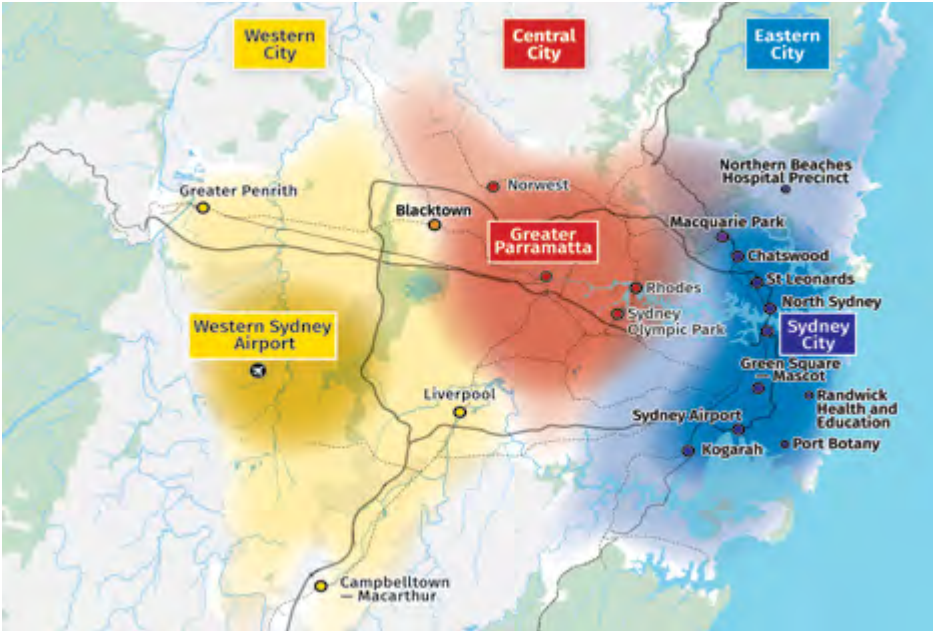 Western
City
Central
City
Eastern
City
Northern Beaches
Hospital Precinct
Greater Penrith
Norwest
Blacktown
Macquarie Park
Greater
Parramatta
Chatswood
St Leonards
Rhodes
North Sydney
Sydney
Olympic Park
Western Sydney
Airport
Sydney
City
Green Square
— Mascot
Liverpool
Randwick
Health and
Education
Sydney Airport
Port Botany
Kogarah
Campbelltown
— Macarthur